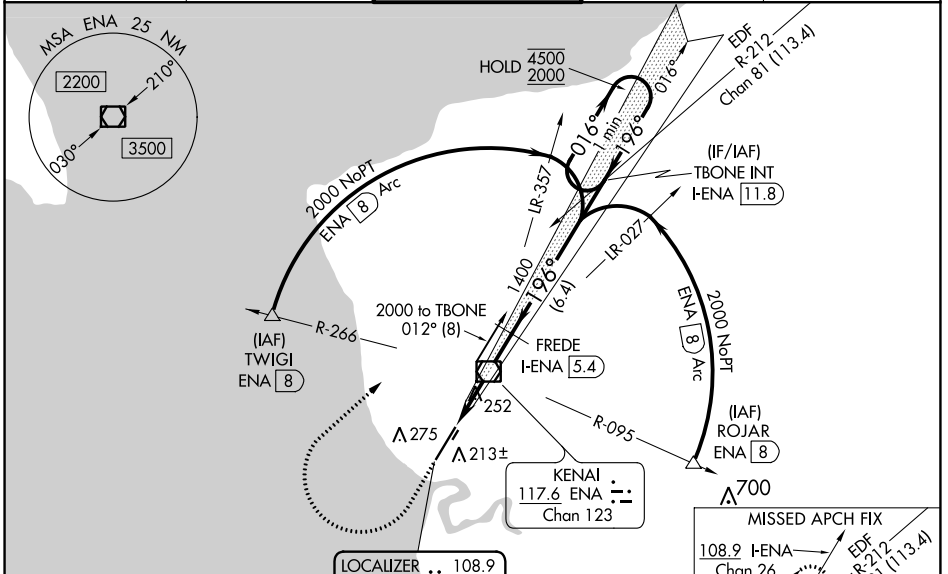 MSA ENA 25 NM
2200
210°
030°
3500
HOLD 4500
2000
016°
1 min
196°
016°
EDF
R-212
Chan 81 (113.4)
(IF/IAF)
TBONE INT
I-ENA 11.8
2000 NoPT
ENA 8 Arc
LR-357
LR-027
1400
196°
(6.4)
2000 to TBONE
012° (8)
FREDE
I-ENA 5.4
2000 NoPT
ENA 8 Arc
R-266
(IAF)
TWIGI
ENA 8
252
275
213±
R-095
(IAF)
ROJAR
ENA 8
700
KENAI
117.6 ENA
Chan 123
LOCALIZER 108.9
MISSED APCH FIX
108.9 I-ENA
Chan 26
EDF
R-212
(113.4)